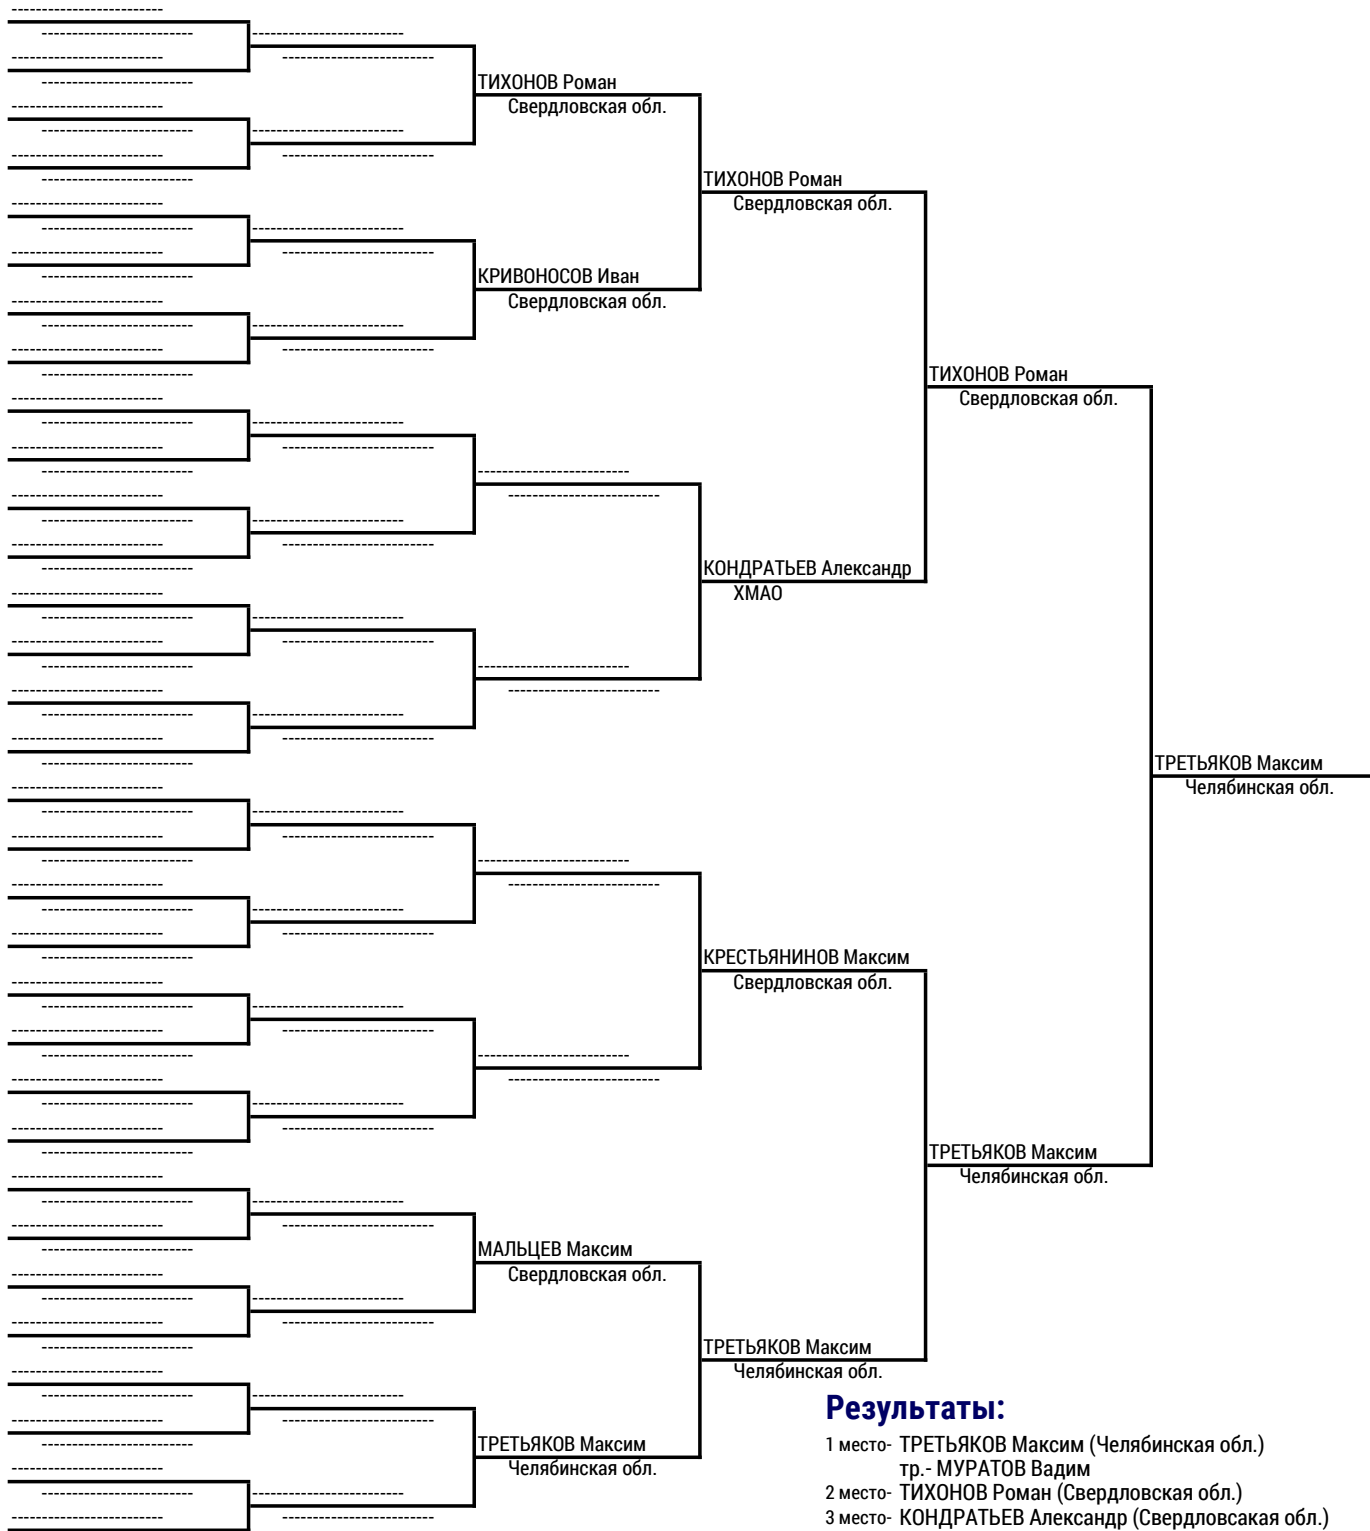 ТИХОНОВ Роман
Свердловская обл.
ТИХОНОВ Роман
Свердловская обл.
КРИВОНОСОВ Иван
Свердловская обл.
ТИХОНОВ Роман
Свердловская обл.
КОНДРАТЬЕВ Александр
ХМАО
ТРЕТЬЯКОВ Максим
Челябинская обл.
КРЕСТЬЯНИНОВ Максим
Свердловская обл.
ТРЕТЬЯКОВ Максим
Челябинская обл.
МАЛЬЦЕВ Максим
Свердловская обл.
ТРЕТЬЯКОВ Максим
Челябинская обл.
ТРЕТЬЯКОВ Максим
Челябинская обл.
Результаты:
1 место- ТРЕТЬЯКОВ Максим (Челябинская обл.)
тр.- МУРАТОВ Вадим
2 место- ТИХОНОВ Роман (Свердловская обл.)
3 место- КОНДРАТЬЕВ Александр (Свердловсакая обл.)